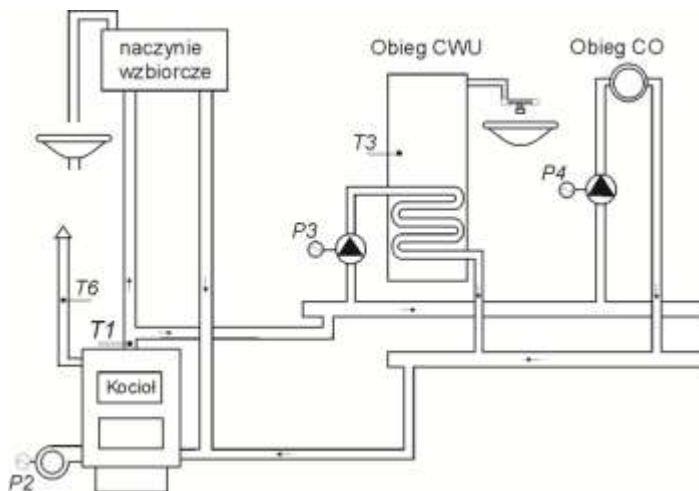 naczynie
wzbiorcze
Obieg CWU
Obieg CO
T3
P4
P3
T6
T1
Kocioł
P2